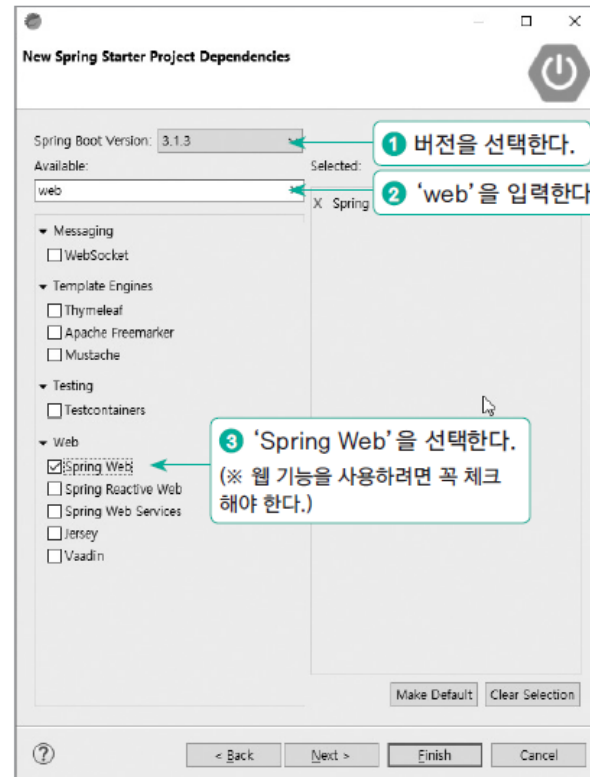 New Spring Starter Project Dependencies
Spring Boot Version: 3.1.3
❶ 버전을 선택한다.
Available:
Selected:
web
❷ ‘web’을 입력한다
X Spring
Messaging
WebSocket
Template Engines
Thymeleaf
Apache Freemarker
Mustache
Testing
Testcontainers
Web
Spring Web
❸ ‘Spring Web’을 선택한다.
(※ 웹 기능을 사용하려면 꼭 체크
해야 한다.)
Spring Reactive Web
Spring Web Services
Jersey
Vaadin
Make Default
Clear Selection
< Back
Next >
Finish
Cancel